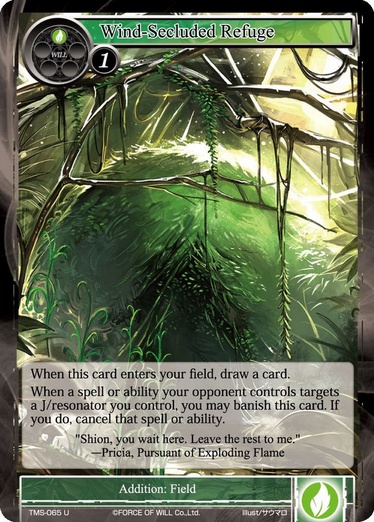 Wind-Secluded Refuge
WILL
1
When this card enters your field, draw a card.
When a spell or ability your opponent controls targets
a J/resonator you control, you may banish this card. If
you do, cancel that spell or ability.
"Shion, you wait here. Leave the rest to me."
—Pricia, Pursuant of Exploding Flame
Addition: Field
TMS-065 U ©FORCE OF WILL Co.,Ltd. Illust/サウマロ